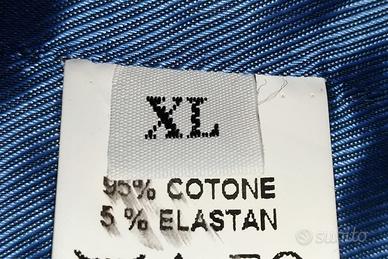 XL
95% COTONE
5% ELASTAN
subito